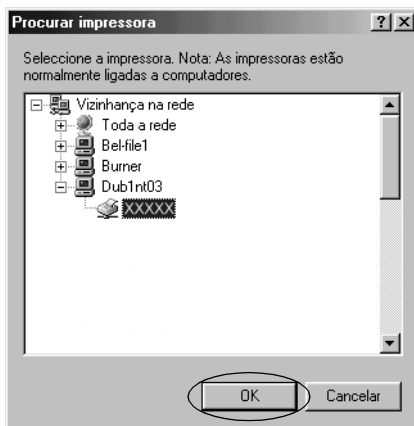 Procurar impressora
Seleccione a impressora. Nota: As impressoras estão
normalmente ligadas a computadores.
Vizinhança na rede
Toda a rede
Bel-file1
Burner
Dub1nt03
XXXXX
OK Cancelar